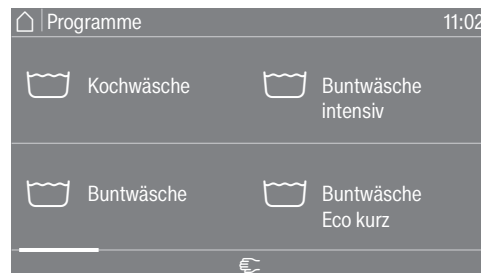 Programme 11:02
Kochwäsche
Buntwäsche
intensiv
Buntwäsche
Buntwäsche
Eco kurz